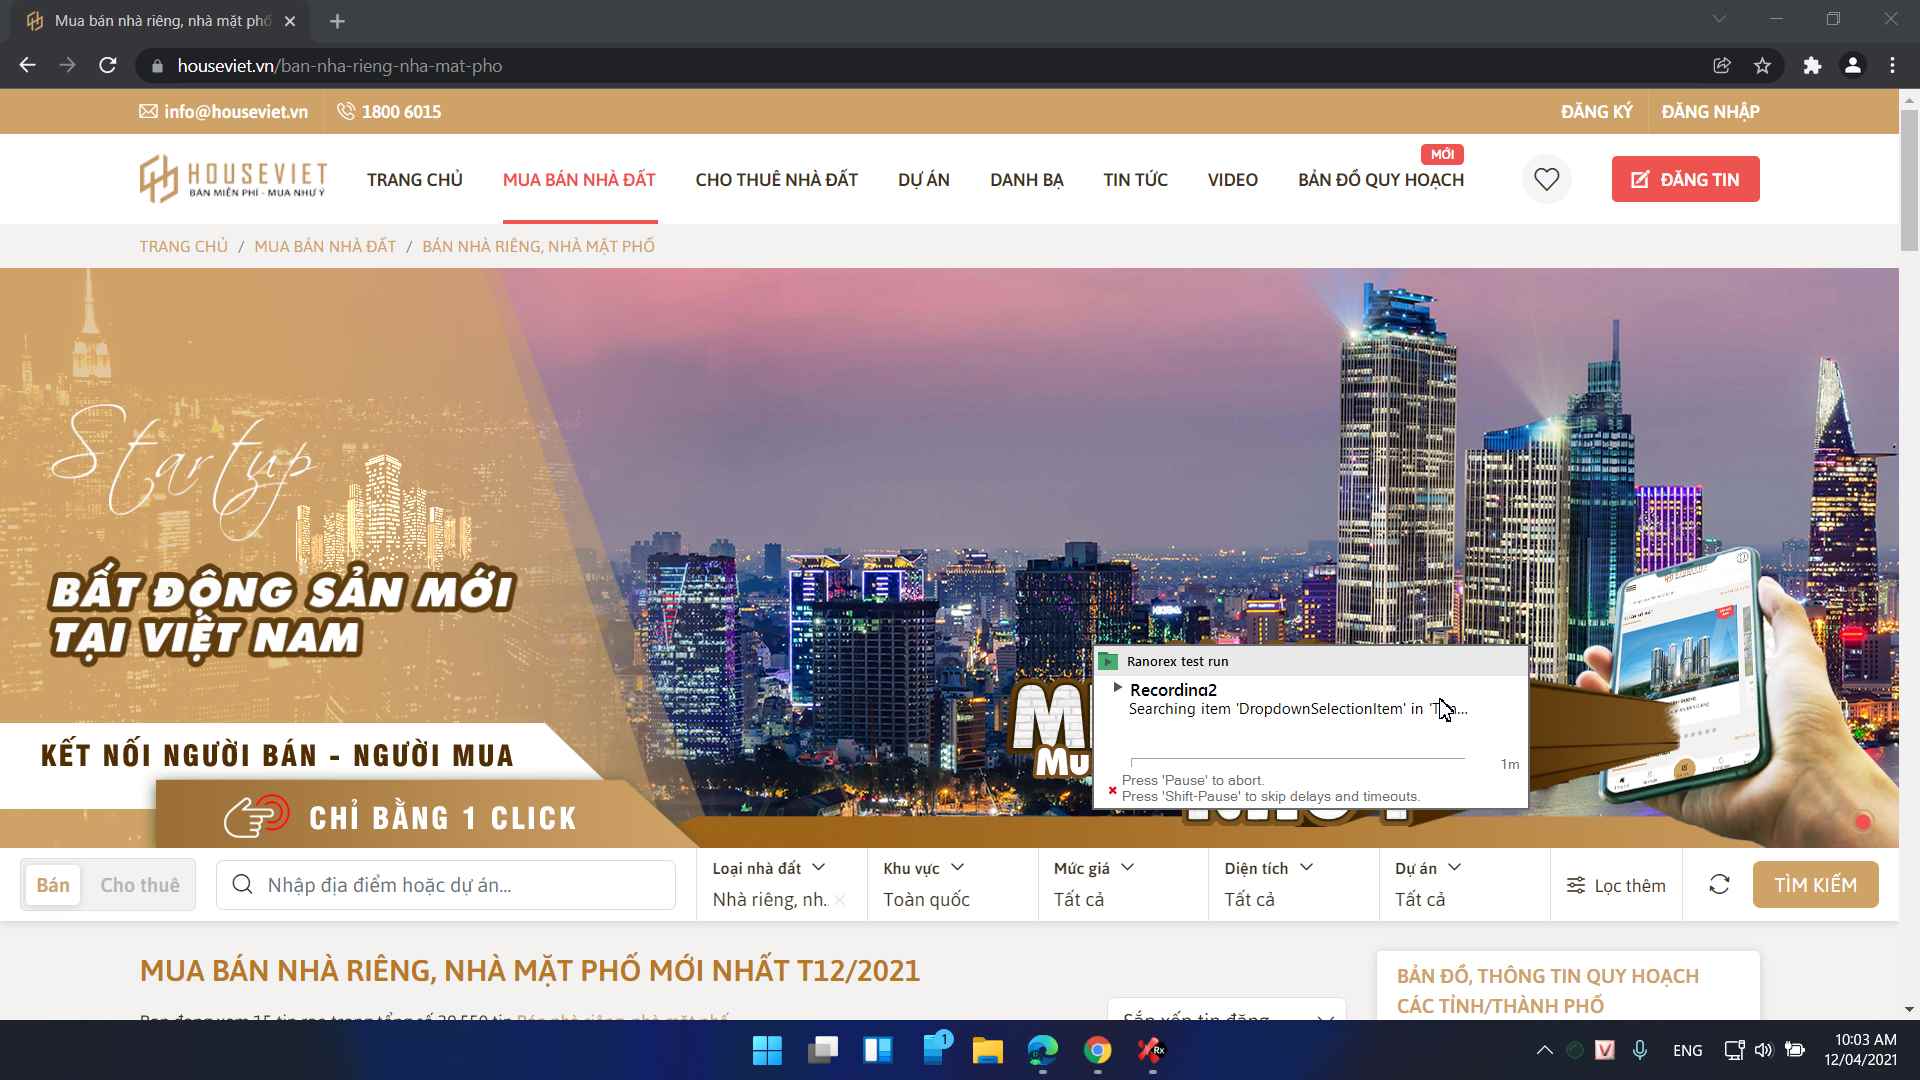 Mua bán nhà riêng, nhà mặt phố
houseviet.vn/ban-nha-rieng-nha-mat-pho
info@houseviet.vn
1800 6015
ĐĂNG KÝ
ĐĂNG NHẬP
HOUSEVIET
BÁN MIỄN PHÍ - MUA NHƯ Ý
TRANG CHỦ
MUA BÁN NHÀ ĐẤT
CHO THUÊ NHÀ ĐẤT
DỰ ÁN
DANH BẠ
TIN TỨC
VIDEO
BẢN ĐỒ QUY HOẠCH
MỚI
ĐĂNG TIN
TRANG CHỦ / MUA BÁN NHÀ ĐẤT / BÁN NHÀ RIÊNG, NHÀ MẶT PHỐ
Startup
BẤT ĐỘNG SẢN MỚI
TẠI VIỆT NAM
KẾT NỐI NGƯỜI BÁN - NGƯỜI MUA
CHỈ BẰNG 1 CLICK
Ranorex test run
Recording2
Searching item 'DropdownSelectionItem' in
1m
Press 'Pause' to abort.
Press 'Shift-Pause' to skip delays and timeouts.
Bán
Cho thuê
Nhập địa điểm hoặc dự án...
Loại nhà đất
Nhà riêng, nh..
Khu vực
Toàn quốc
Mức giá
Tất cả
Diện tích
Tất cả
Dự án
Tất cả
Lọc thêm
TÌM KIẾM
MUA BÁN NHÀ RIÊNG, NHÀ MẶT PHỐ MỚI NHẤT T12/2021
BẢN ĐỒ, THÔNG TIN QUY HOẠCH
CÁC TỈNH/THÀNH PHỐ
Sắp xếp tin đăng
1
ENG
10:03 AM
12/04/2021